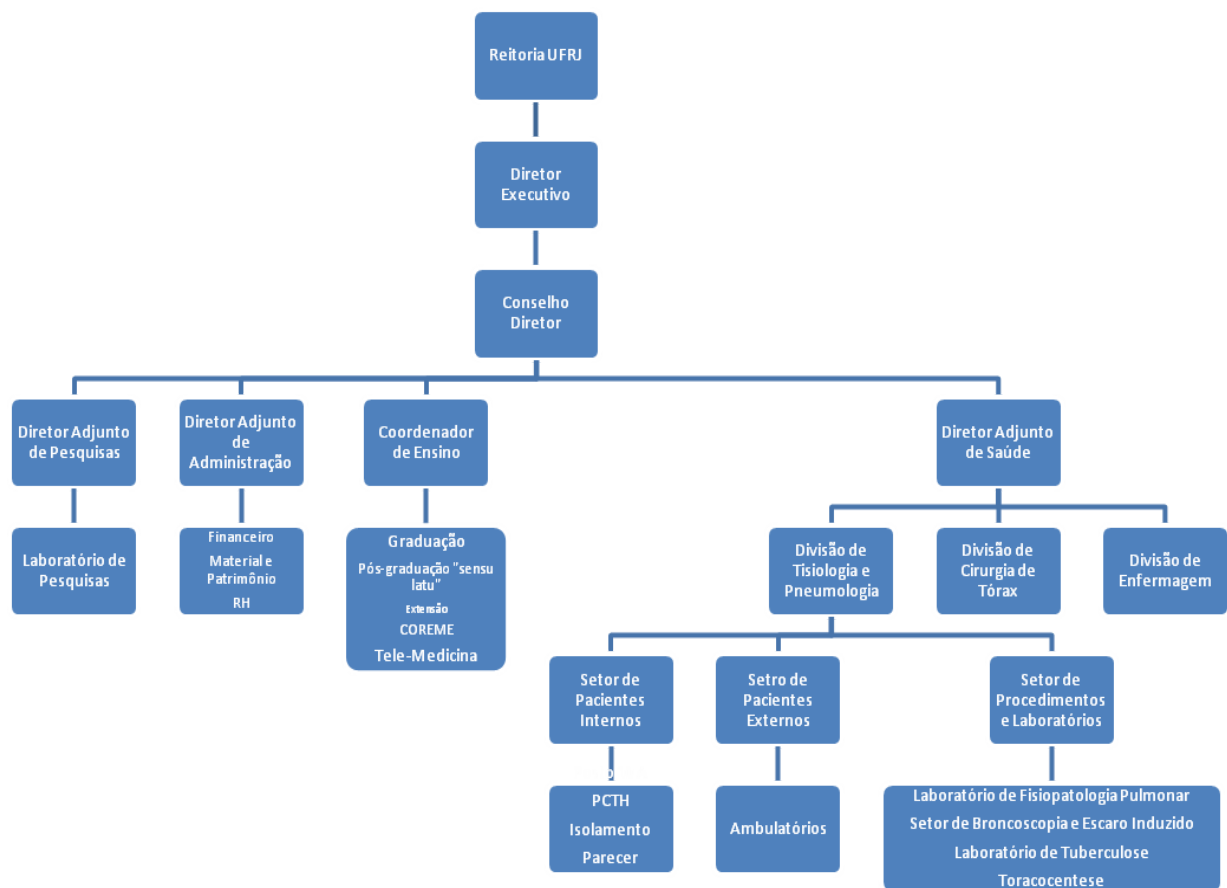 Reitoria UFRJ
Diretor
Executivo
Conselho
Diretor
Diretor Adjunto
de Pesquisas
Diretor Adjunto
de
Administração
Coordenador
de Ensino
Diretor Adjunto
de Saúde
Laboratório de
Pesquisas
Financeiro
Material e
Patrimônio
RH
Graduação
Pós-graduação "sensu
latu"
Extensão
COREME
Tele-Medicina
Divisão de
Tisiologia e
Pneumologia
Divisão de
Cirurgia de
Tórax
Divisão de
Enfermagem
Setor de
Pacientes
Internos
Setro de
Pacientes
Externos
Setor de
Procedimentos
e Laboratórios
PCTH
Isolamento
Parecer
Ambulatórios
Laboratório de Fisiopatologia Pulmonar
Setor de Broncoscopia e Escaro Induzido
Laboratório de Tuberculose
Toracocentese